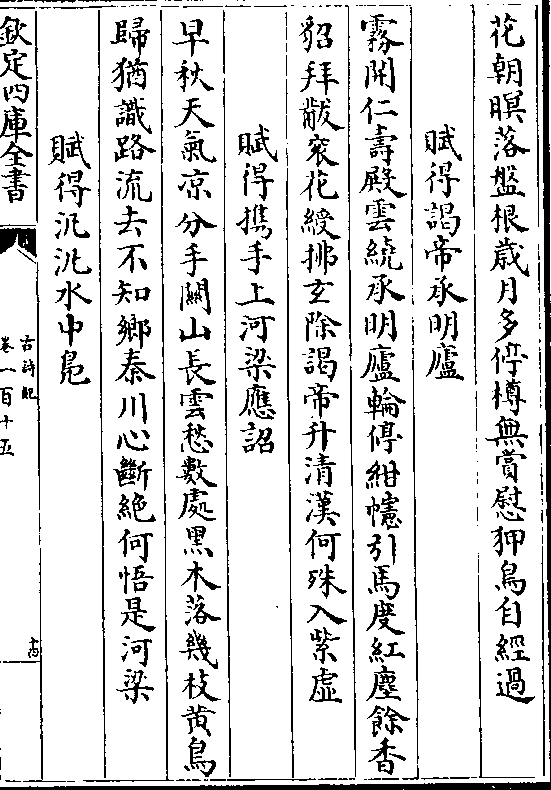 花朝暝落盤根歳月多停樽無賞慰狎鳥自經過
賦得謁帝承明廬
霧開仁壽殿雲繞承明廬輪停紺幰引馬度紅塵餘香
貂拜黻衮花綬拂玄除謁帝升清漢何殊入紫虛
賦得攜手上河梁應詔
早秋天氣凉分手闗山長雲愁數處黒木落幾枝黄鳥
歸猶識路流去不知鄉秦川心斷絶何悟是河梁
賦得汎汎水中鳬
欽定四庫全書
古詩紀
卷一百十五
十四